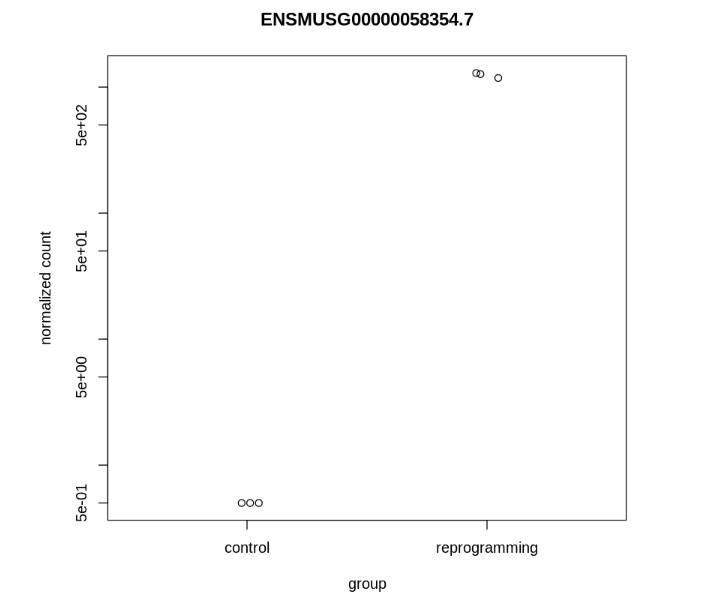 ENSMUSG00000058354.7
5e+02
5e+01
5e+00
5e-01
normalized count
control
reprogramming
group